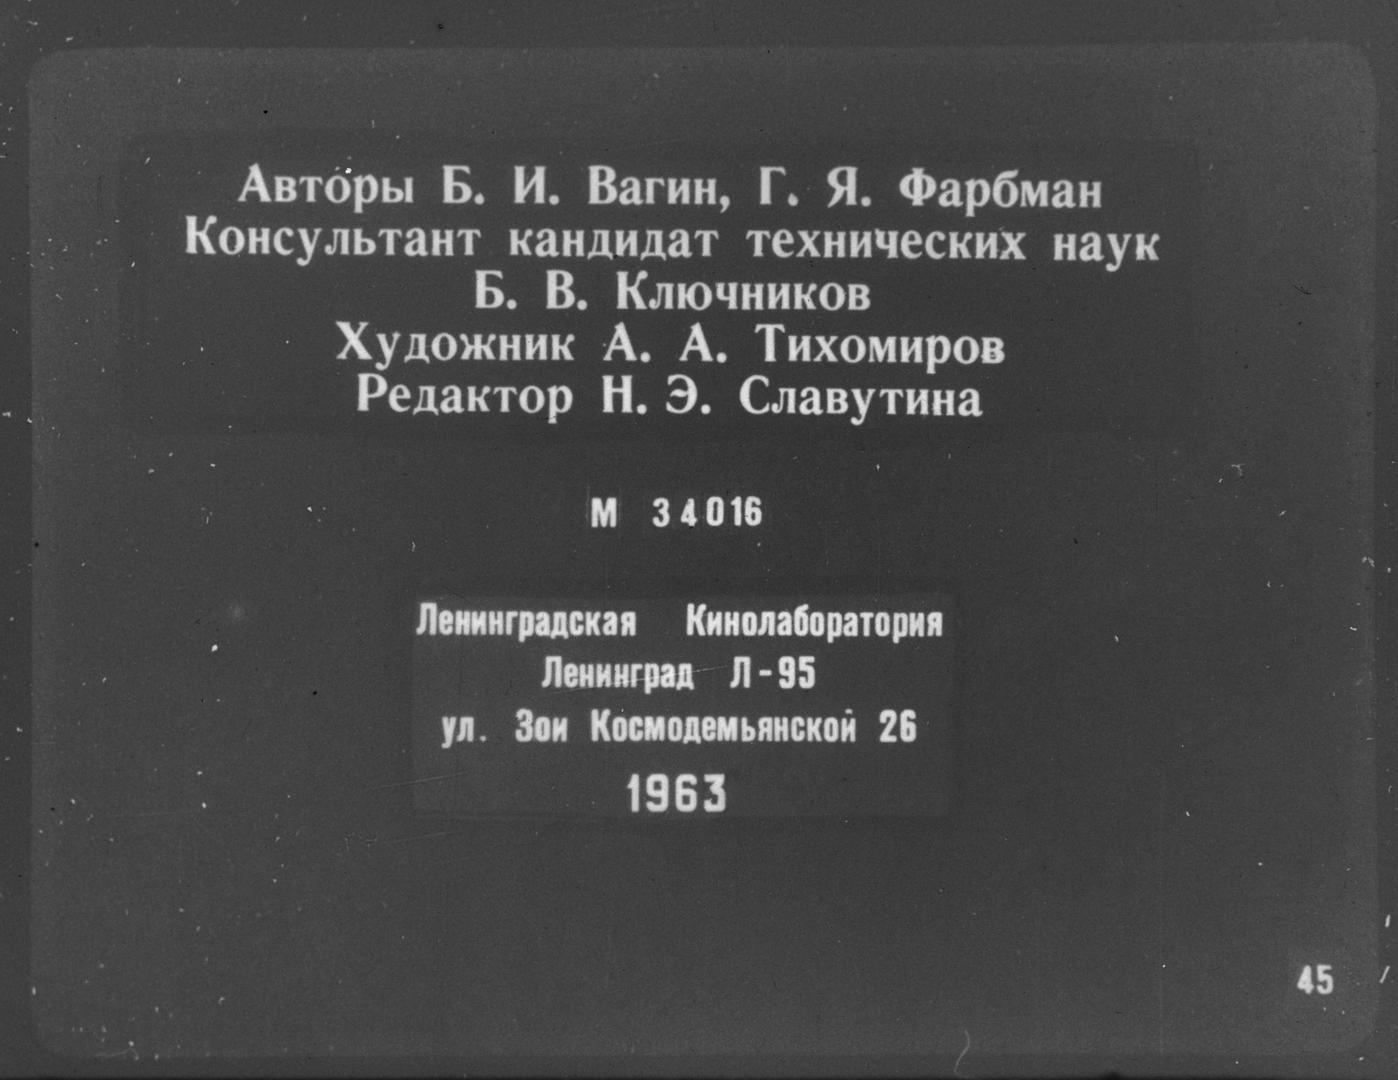 Авторы Б. И. Вагин, Г. Я. Фарбман
Консультант кандидат технических наук
Б. В. Ключников
Художник А. А. Тихомиров
Редактор Н. Э. Славутина
М 34016
Ленинградская Кинолаборатория
Ленинград Л-95
ул. Зои Космодемьянской 26
1963
45